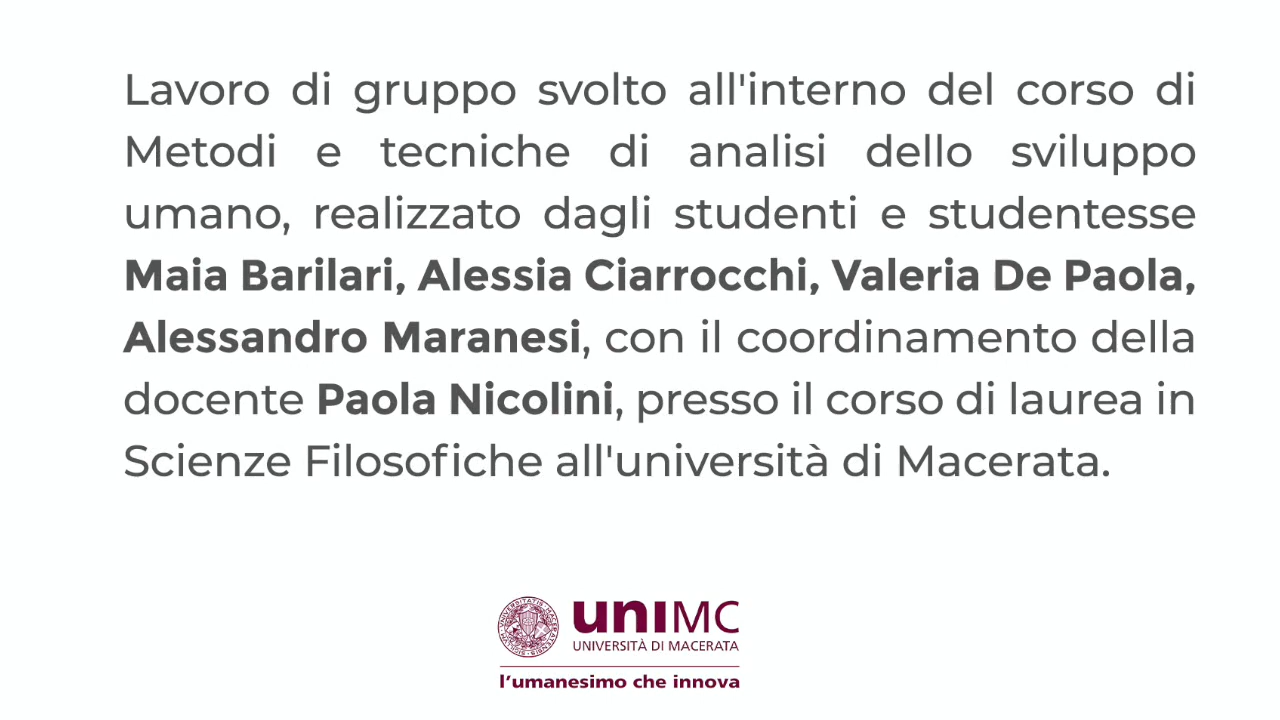 Lavoro di gruppo svolto all'interno del corso di
Metodi e tecniche di analisi dello sviluppo
umano, realizzato dagli studenti e studentesse
Maia Barilari, Alessia Ciarrocchi, Valeria De Paola,
Alessandro Maranesi, con il coordinamento della
docente Paola Nicolini, presso il corso di laurea in
Scienze Filosofiche all'università di Macerata.
unIMC
UNIVERSITÀ DI MACERATA
l'umanesimo che innova